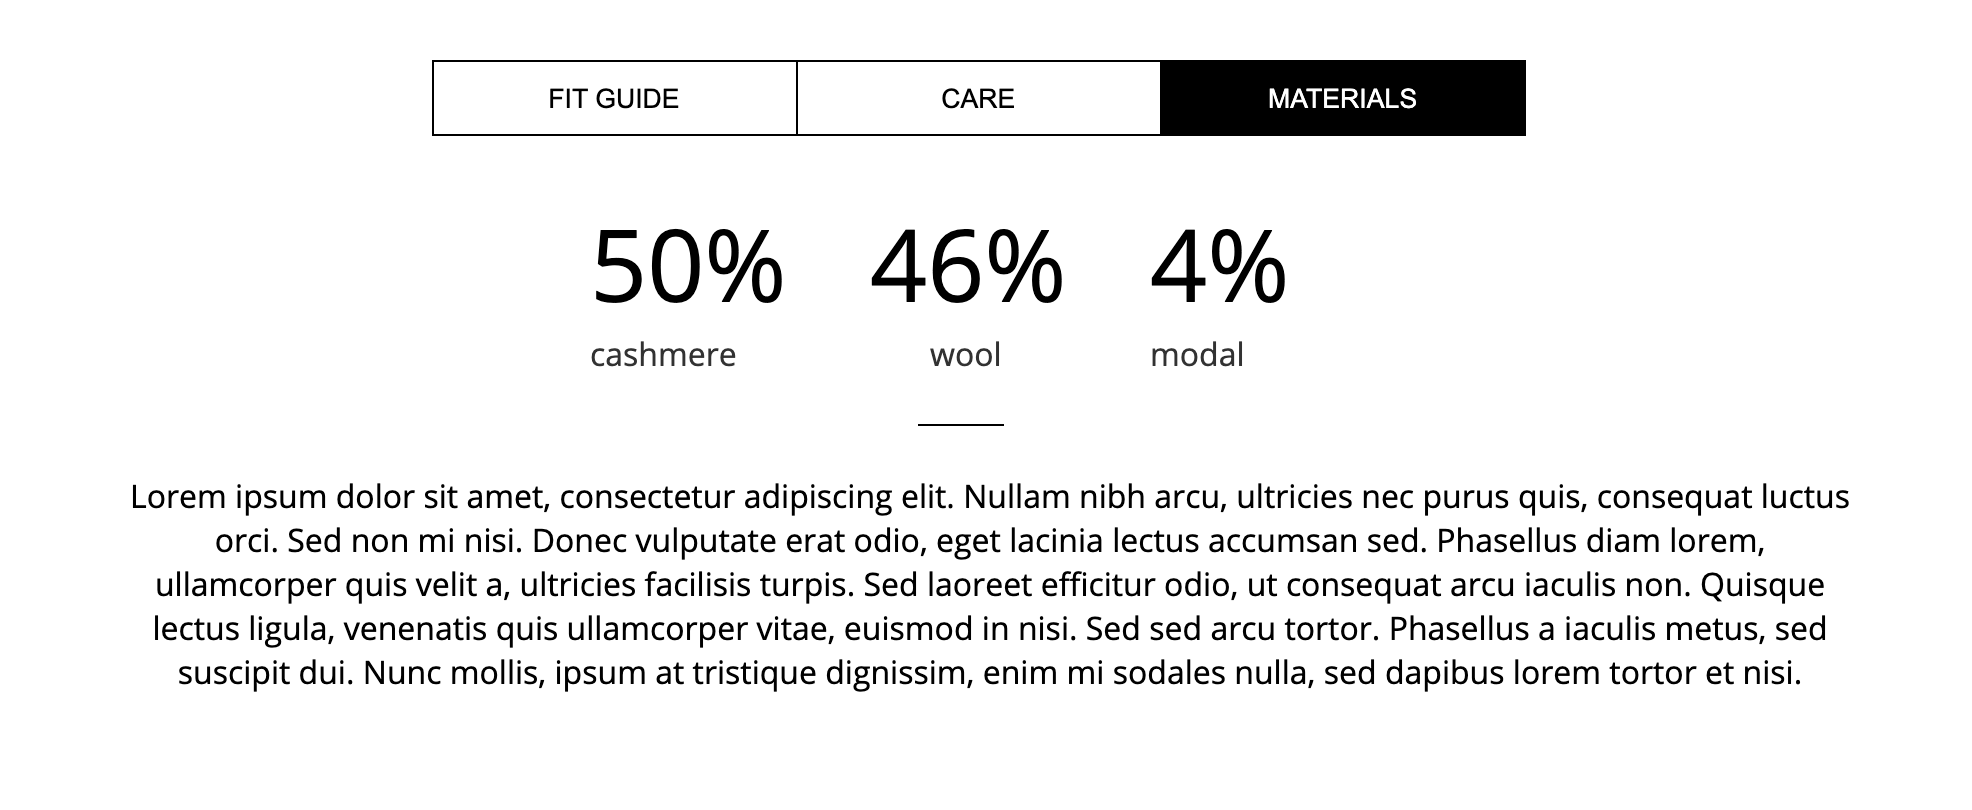 FIT GUIDE CARE MATERIALS
50% 46% 4%
cashmere wool modal
Lorem ipsum dolor sit amet, consectetur adipiscing elit. Nullam nibh arcu, ultricies nec purus quis, consequat luctus
orci. Sed non mi nisi. Donec vulputate erat odio, eget lacinia lectus accumsan sed. Phasellus diam lorem,
ullamcorper quis velit a, ultricies facilisis turpis. Sed laoreet efficitur odio, ut consequat arcu iaculis non. Quisque
lectus ligula, venenatis quis ullamcorper vitae, euismod in nisi. Sed sed arcu tortor. Phasellus a iaculis metus, sed
suscipit dui. Nunc mollis, ipsum at tristique dignissim, enim mi sodales nulla, sed dapibus lorem tortor et nisi.